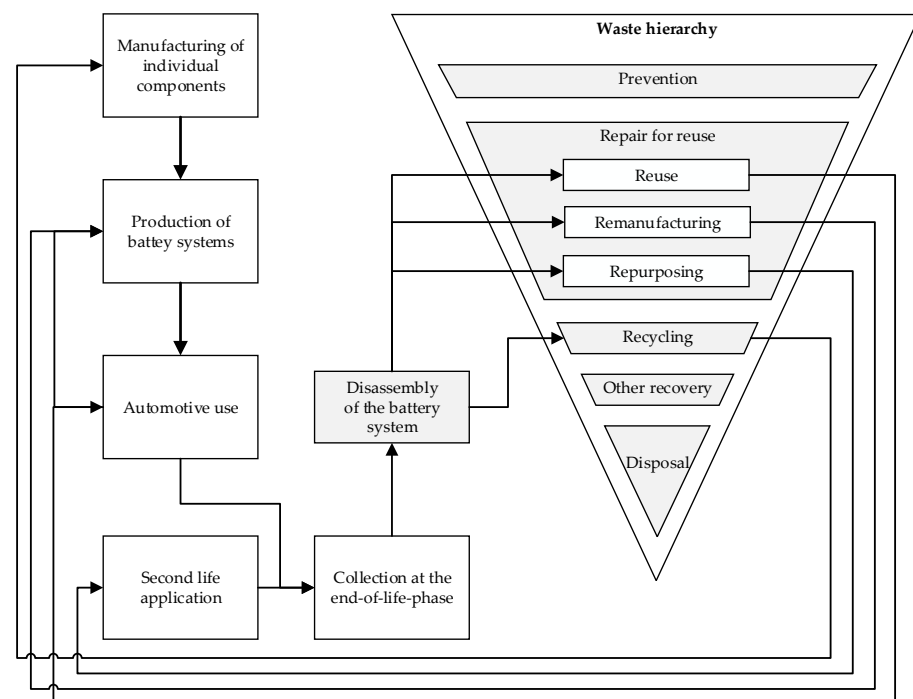 Manufacturing of
individual
components
Production of
battey systems
Automotive use
Second life
application
Collection at the
end-of-life-phase
Disassembly
of the battery
system
Waste hierarchy
Prevention
Repair for reuse
Reuse
Remanufacturing
Repurposing
Recycling
Other recovery
Disposal